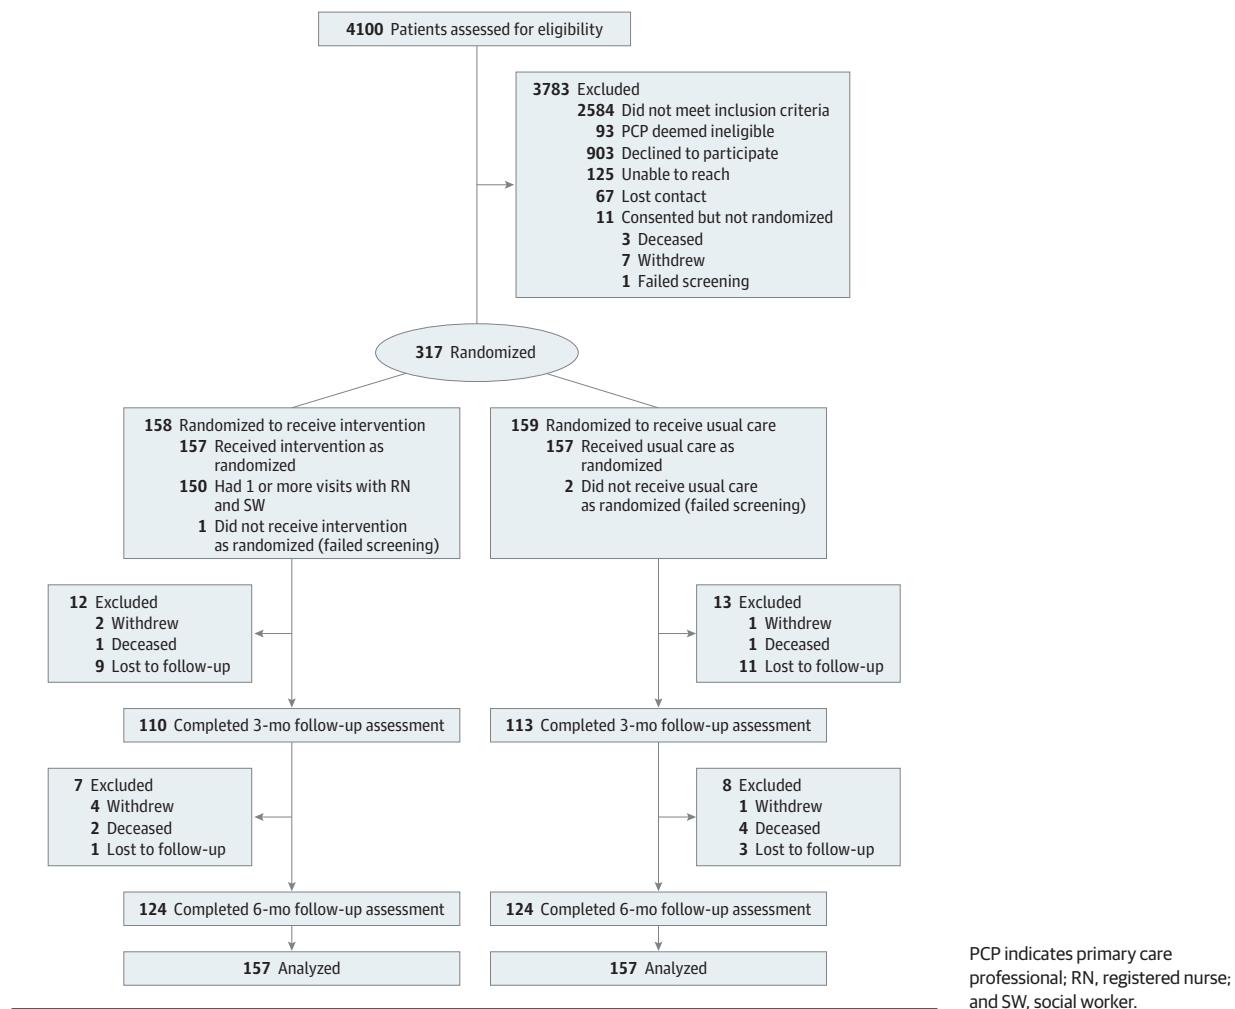 4100 Patients assessed for eligibility
3783 Excluded
2584 Did not meet inclusion criteria
93 PCP deemed ineligible
903 Declined to participate
125 Unable to reach
67 Lost contact
11 Consented but not randomized
3 Deceased
7 Withdrew
1 Failed screening
317 Randomized
158 Randomized to receive intervention
157 Received intervention as
randomized
150 Had 1 or more visits with RN
and SW
1 Did not receive intervention
as randomized (failed screening)
159 Randomized to receive usual care
157 Received usual care as
randomized
2 Did not receive usual care
as randomized (failed screening)
12 Excluded
2 Withdrew
1 Deceased
9 Lost to follow-up
13 Excluded
1 Withdrew
1 Deceased
11 Lost to follow-up
110 Completed 3-mo follow-up assessment
113 Completed 3-mo follow-up assessment
7 Excluded
4 Withdrew
2 Deceased
1 Lost to follow-up
8 Excluded
1 Withdrew
4 Deceased
3 Lost to follow-up
124 Completed 6-mo follow-up assessment
124 Completed 6-mo follow-up assessment
157 Analyzed
157 Analyzed
PCP indicates primary care
professional; RN, registered nurse;
and SW, social worker.